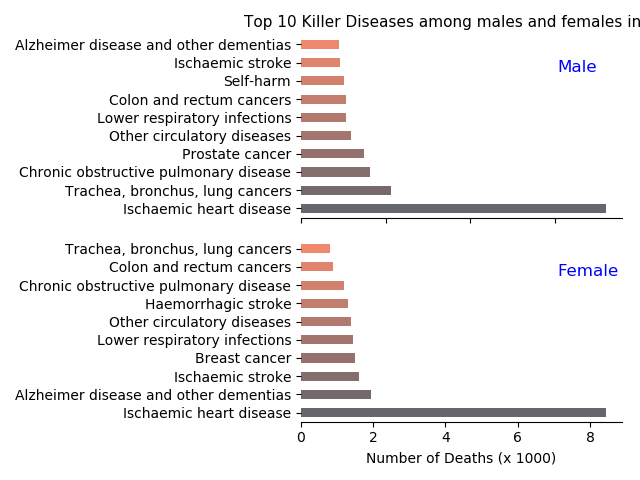 Top 10 Killer Diseases among males and females in
Alzheimer disease and other dementias
Ischaemic stroke
Self-harm
Colon and rectum cancers
Lower respiratory infections
Other circulatory diseases
Prostate cancer
Chronic obstructive pulmonary disease
Trachea, bronchus, lung cancers
Ischaemic heart disease
Male
Trachea, bronchus, lung cancers
Colon and rectum cancers
Chronic obstructive pulmonary disease
Haemorrhagic stroke
Other circulatory diseases
Lower respiratory infections
Breast cancer
Ischaemic stroke
Alzheimer disease and other dementias
Ischaemic heart disease
Female
0 2 4 6 8
Number of Deaths (x 1000)